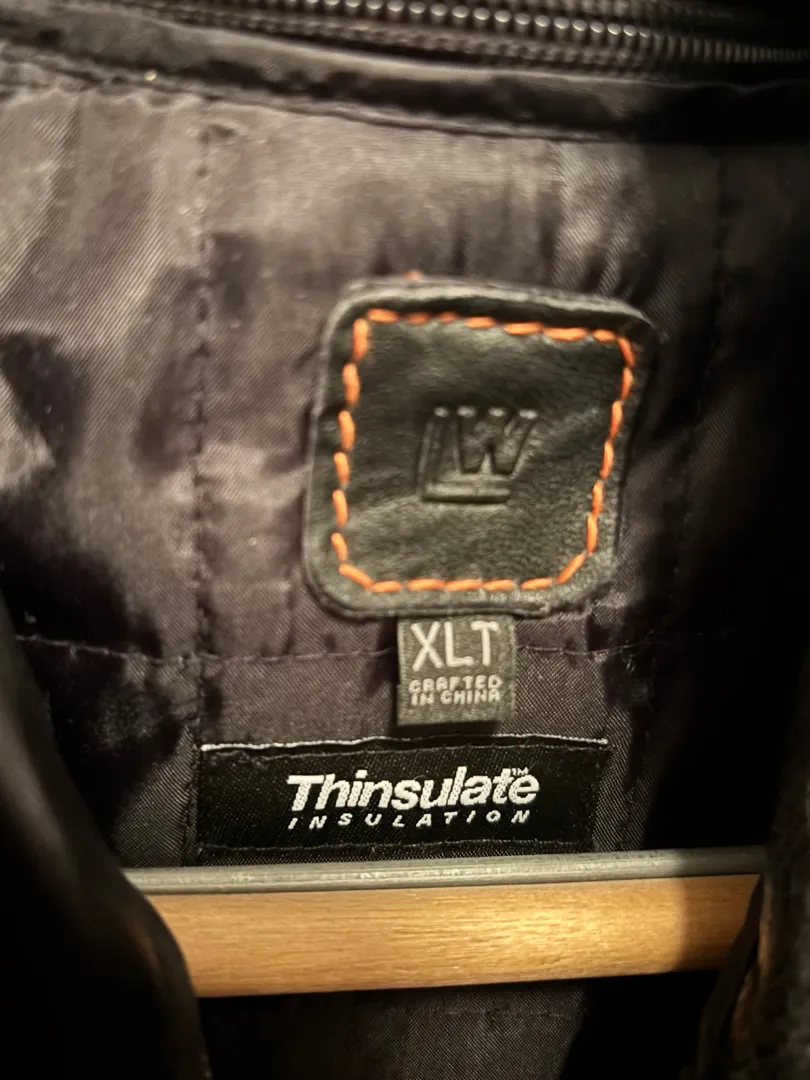 LW
XLT
CRAFTED
IN CHINA
Thinsulate™
INSULATION